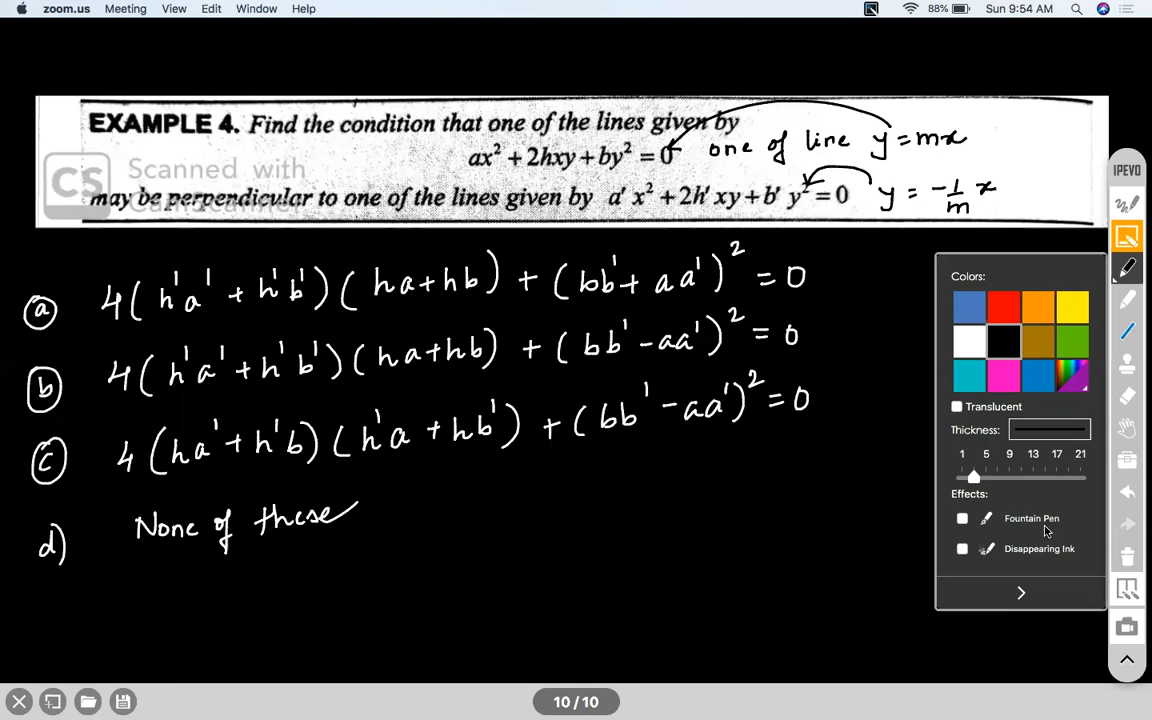 zoom.us Meeting View Edit Window Help 88% Sun 9:54 AM
EXAMPLE 4. Find the condition that one of the lines given by
ax² + 2hxy + by² = 0 one of line y = mx
Scanned with
CS
may be perpendicular to one of the lines given by a′ x² + 2h′ xy + b′ y² = 0 y = -1/m x
IPEVO
a 4(h'a' + h'b')(ha+hb) + (bb'+ aa')² = 0
b 4(h'a' + h'b')(ha+hb) + (bb' - aa')² = 0
c 4(ha' + h'b)(h'a + hb') + (bb' - aa')² = 0
d) None of these
Colors:
Translucent
Thickness:
1 5 9 13 17 21
Effects:
Fountain Pen
Disappearing Ink
10 / 10